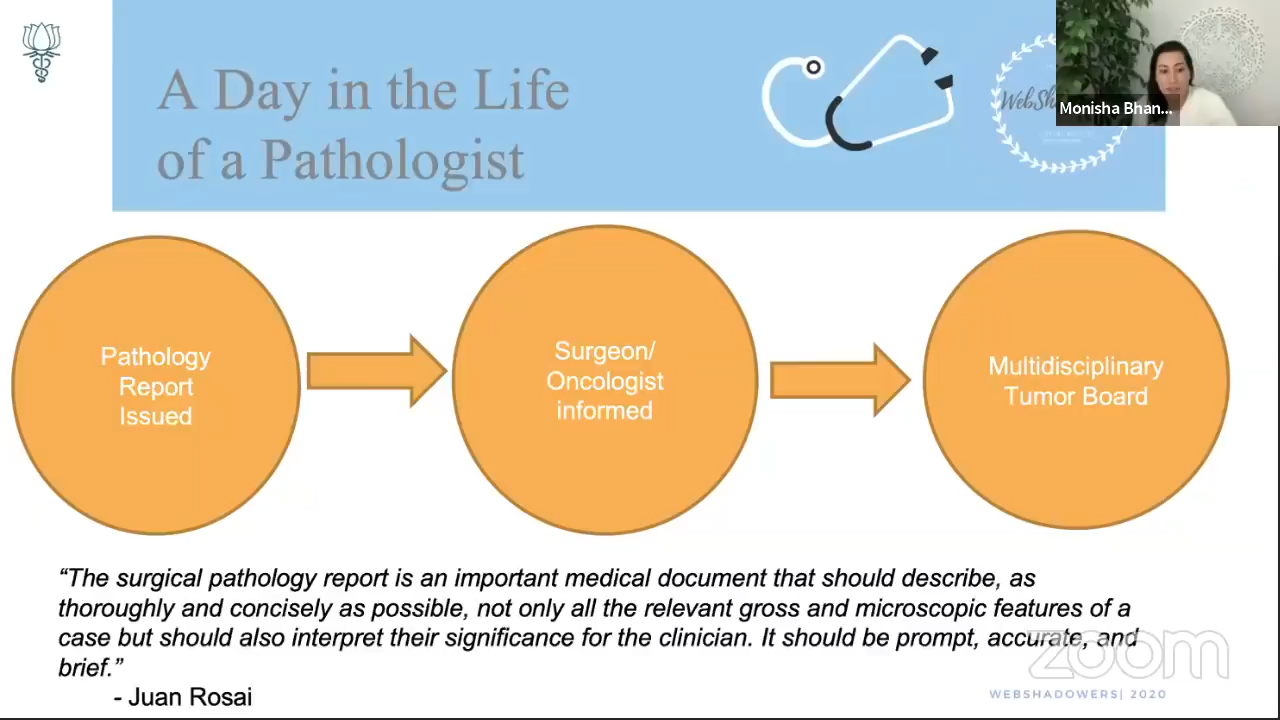 A Day in the Life
of a Pathologist
Monisha Bhan...
Pathology
Report
Issued
Surgeon/
Oncologist
informed
Multidisciplinary
Tumor Board
“The surgical pathology report is an important medical document that should describe, as
thoroughly and concisely as possible, not only all the relevant gross and microscopic features of a
case but should also interpret their significance for the clinician. It should be prompt, accurate, and
brief.”
- Juan Rosai
zoom
WEBSHADOWERS| 2020